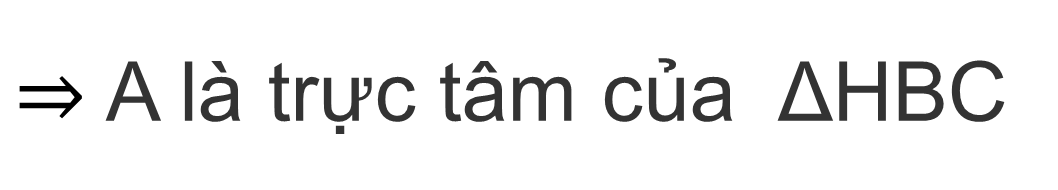 ⇒ A là trực tâm của ΔHBC